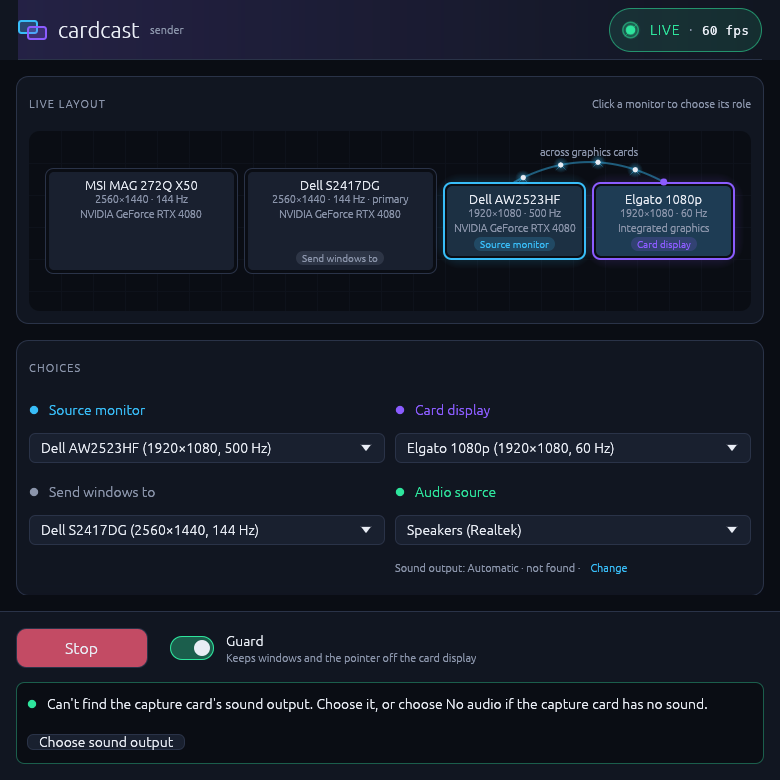 cardcast sender
LIVE · 60 fps
LIVE LAYOUT
Click a monitor to choose its role
across graphics cards
MSI MAG 272Q X50
2560×1440 · 144 Hz
NVIDIA GeForce RTX 4080
Dell S2417DG
2560×1440 · 144 Hz · primary
NVIDIA GeForce RTX 4080
Send windows to
Dell AW2523HF
1920×1080 · 500 Hz
NVIDIA GeForce RTX 4080
Source monitor
Elgato 1080p
1920×1080 · 60 Hz
Integrated graphics
Card display
CHOICES
Source monitor
Dell AW2523HF (1920×1080, 500 Hz)
Card display
Elgato 1080p (1920×1080, 60 Hz)
Send windows to
Dell S2417DG (2560×1440, 144 Hz)
Audio source
Speakers (Realtek)
Sound output: Automatic · not found · Change
Stop
Guard
Keeps windows and the pointer off the card display
Can't find the capture card's sound output. Choose it, or choose No audio if the capture card has no sound.
Choose sound output